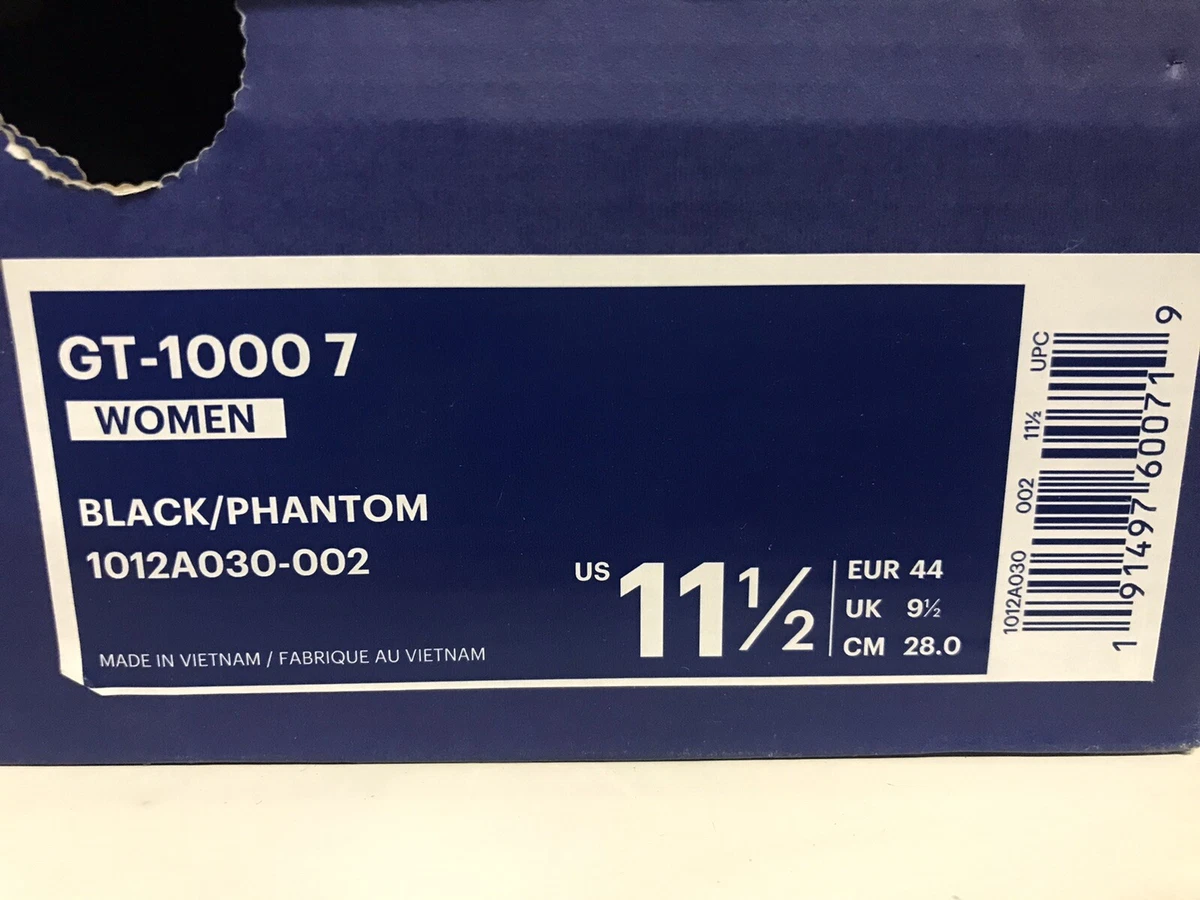 GT-1000 7
WOMEN
BLACK/PHANTOM
1012A030-002
MADE IN VIETNAM / FABRIQUE AU VIETNAM
US 11½
EUR 44
UK 9½
CM 28.0
1012A030 002 11½ UPC
1 91497 60071 9